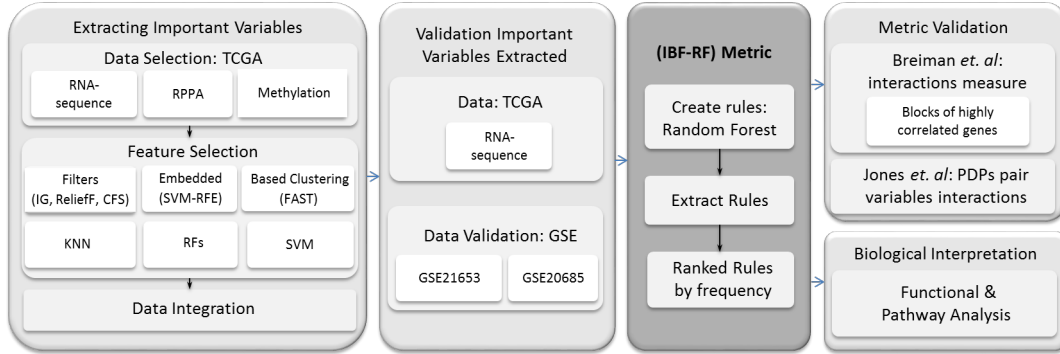 Extracting Important Variables
Data Selection: TCGA
RNA-
sequence
RPPA
Methylation
Feature Selection
Filters
(IG, ReliefF, CFS)
Embedded
(SVM-RFE)
Based Clustering
(FAST)
KNN
RFs
SVM
Data Integration
Validation Important
Variables Extracted
Data: TCGA
RNA-
sequence
Data Validation: GSE
GSE21653
GSE20685
(IBF-RF) Metric
Create rules:
Random Forest
Extract Rules
Ranked Rules
by frequency
Metric Validation
Breiman et. al:
interactions measure
Blocks of highly
correlated genes
Jones et. al: PDPs pair
variables interactions
Biological Interpretation
Functional &
Pathway Analysis